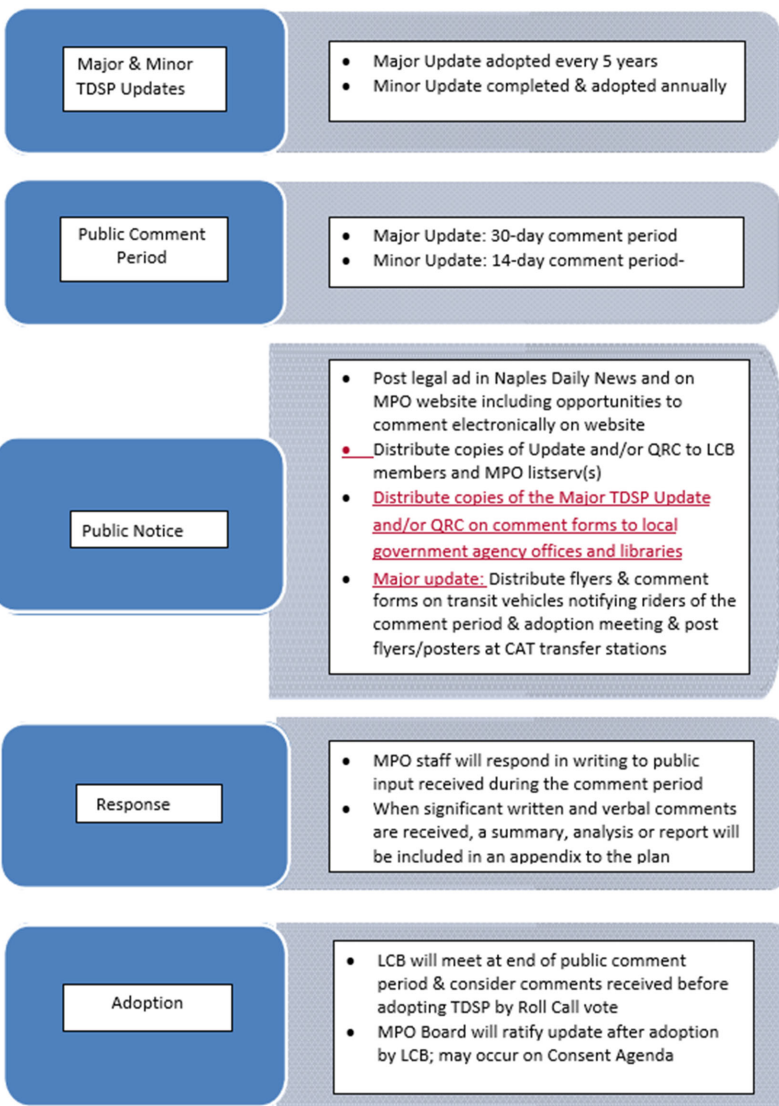 Major & Minor
TDSP Updates
• Major Update adopted every 5 years
• Minor Update completed & adopted annually
Public Comment
Period
• Major Update: 30-day comment period
• Minor Update: 14-day comment period-
Public Notice
• Post legal ad in Naples Daily News and on
MPO website including opportunities to
comment electronically on website
• Distribute copies of Update and/or QRC to LCB
members and MPO listserv(s)
• Distribute copies of the Major TDSP Update
and/or QRC on comment forms to local
government agency offices and libraries
• Major update: Distribute flyers & comment
forms on transit vehicles notifying riders of the
comment period & adoption meeting & post
flyers/posters at CAT transfer stations
Response
• MPO staff will respond in writing to public
input received during the comment period
• When significant written and verbal comments
are received, a summary, analysis or report will
be included in an appendix to the plan
Adoption
• LCB will meet at end of public comment
period & consider comments received before
adopting TDSP by Roll Call vote
• MPO Board will ratify update after adoption
by LCB; may occur on Consent Agenda